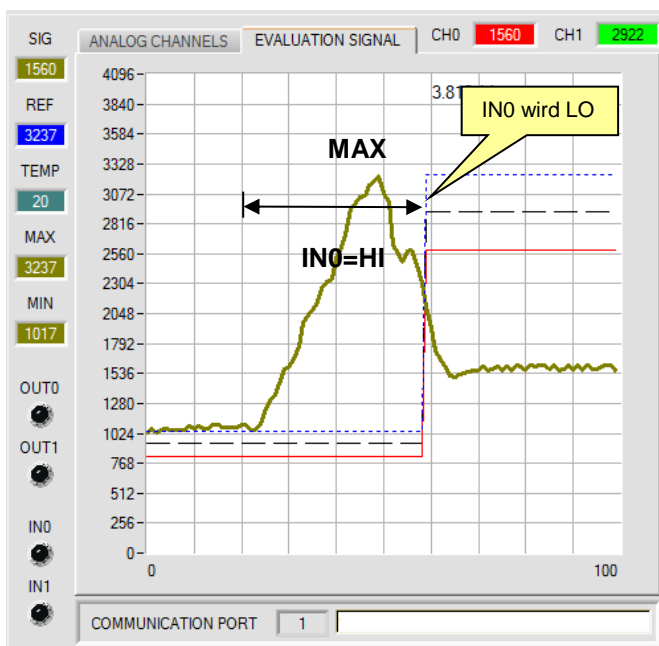 SIG
1560
REF
3237
TEMP
20
MAX
3237
MIN
1017
OUT0
OUT1
IN0
IN1
ANALOG CHANNELS
EVALUATION SIGNAL
CH0 1560
CH1 2922
4096
3840
3584
3328
3072
2816
2560
2304
2048
1792
1536
1280
1024
768
512
256
0
0
100
IN0 wird LO
MAX
IN0=HI
COMMUNICATION PORT 1